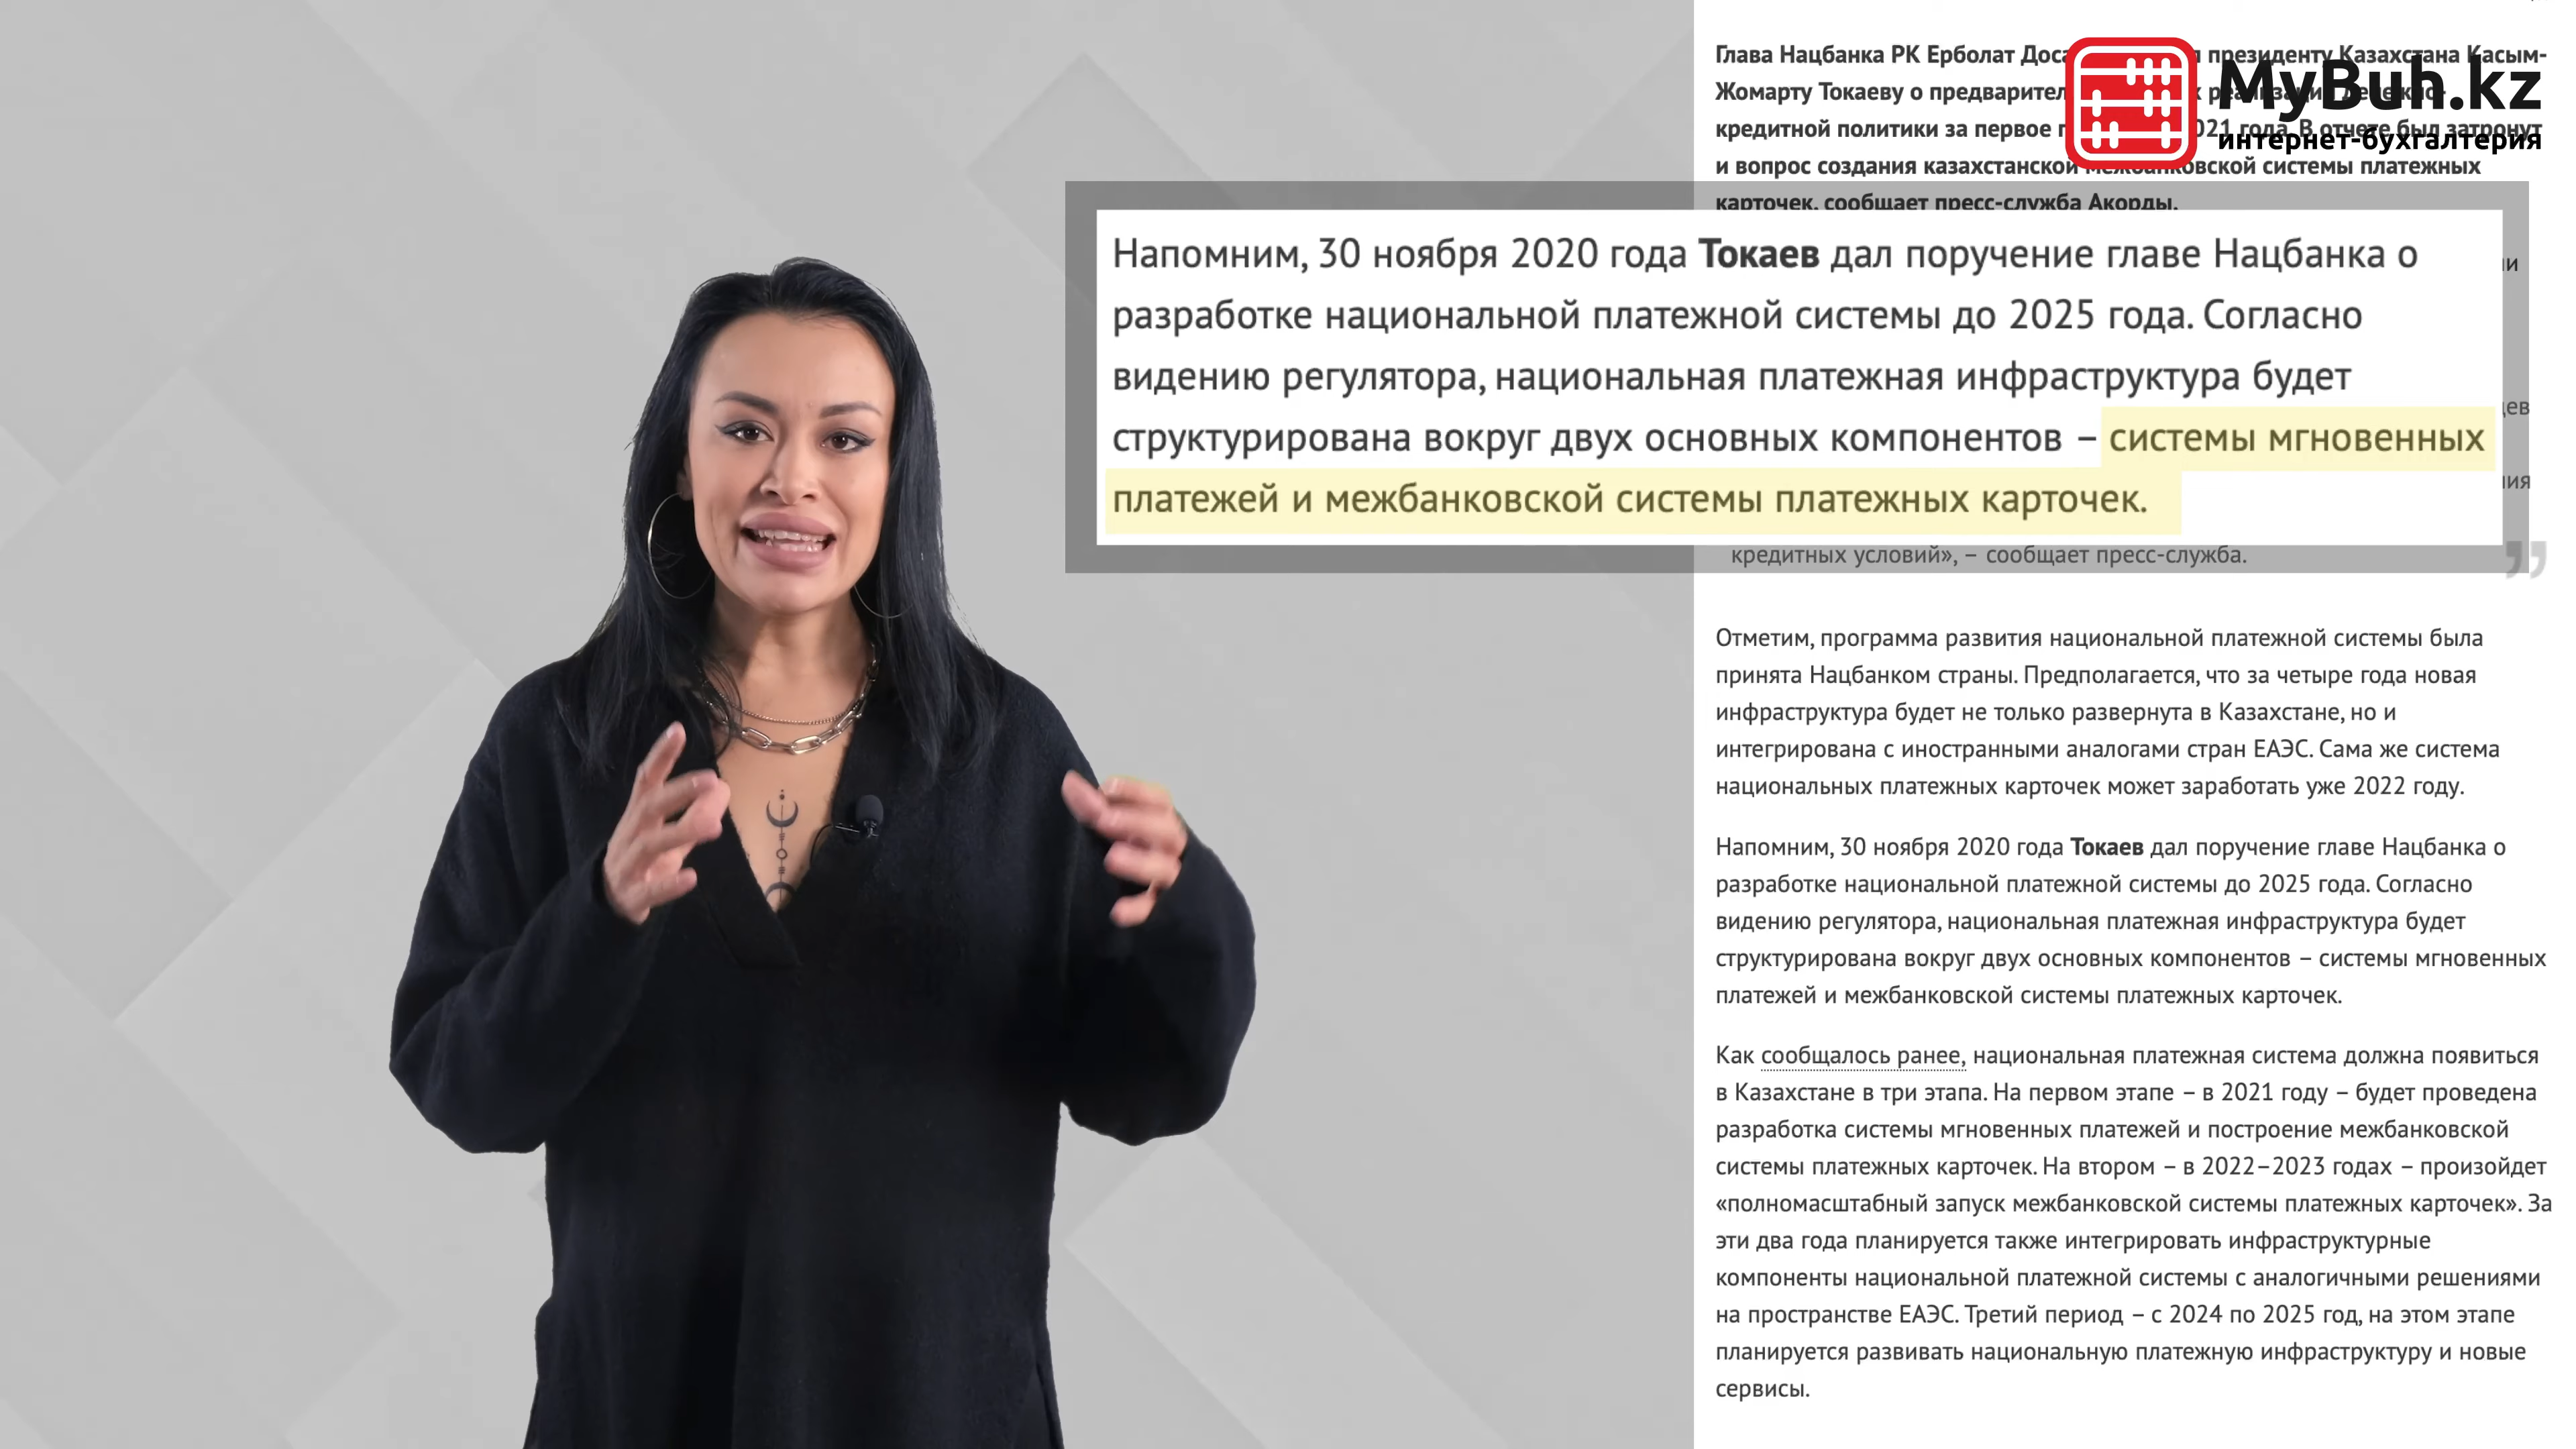 Глава Нацбанка РК Ерболат президенту Казахстана Касым-
Жомарту Токаеву о
кредитной политики за первое 2021 года. В отчете был затронут
и вопрос создания казахстанской межбанковской системы платежных
карточек, сообщает пресс-служба Акорды.
MyBuh.kz
интернет-бухгалтерия
Напомним, 30 ноября 2020 года Токаев дал поручение главе Нацбанка о
разработке национальной платежной системы до 2025 года. Согласно
видению регулятора, национальная платежная инфраструктура будет
структурирована вокруг двух основных компонентов – системы мгновенных
платежей и межбанковской системы платежных карточек.
кредитных условий», – сообщает пресс-служба.
Отметим, программа развития национальной платежной системы была
принята Нацбанком страны. Предполагается, что за четыре года новая
инфраструктура будет не только развернута в Казахстане, но и
интегрирована с иностранными аналогами стран ЕАЭС. Сама же система
национальных платежных карточек может заработать уже 2022 году.
Напомним, 30 ноября 2020 года Токаев дал поручение главе Нацбанка о
разработке национальной платежной системы до 2025 года. Согласно
видению регулятора, национальная платежная инфраструктура будет
структурирована вокруг двух основных компонентов – системы мгновенных
платежей и межбанковской системы платежных карточек.
Как сообщалось ранее, национальная платежная система должна появиться
в Казахстане в три этапа. На первом этапе – в 2021 году – будет проведена
разработка системы мгновенных платежей и построение межбанковской
системы платежных карточек. На втором – в 2022–2023 годах – произойдет
«полномасштабный запуск межбанковской системы платежных карточек». За
эти два года планируется также интегрировать инфраструктурные
компоненты национальной платежной системы с аналогичными решениями
на пространстве ЕАЭС. Третий период – с 2024 по 2025 год, на этом этапе
планируется развивать национальную платежную инфраструктуру и новые
сервисы.